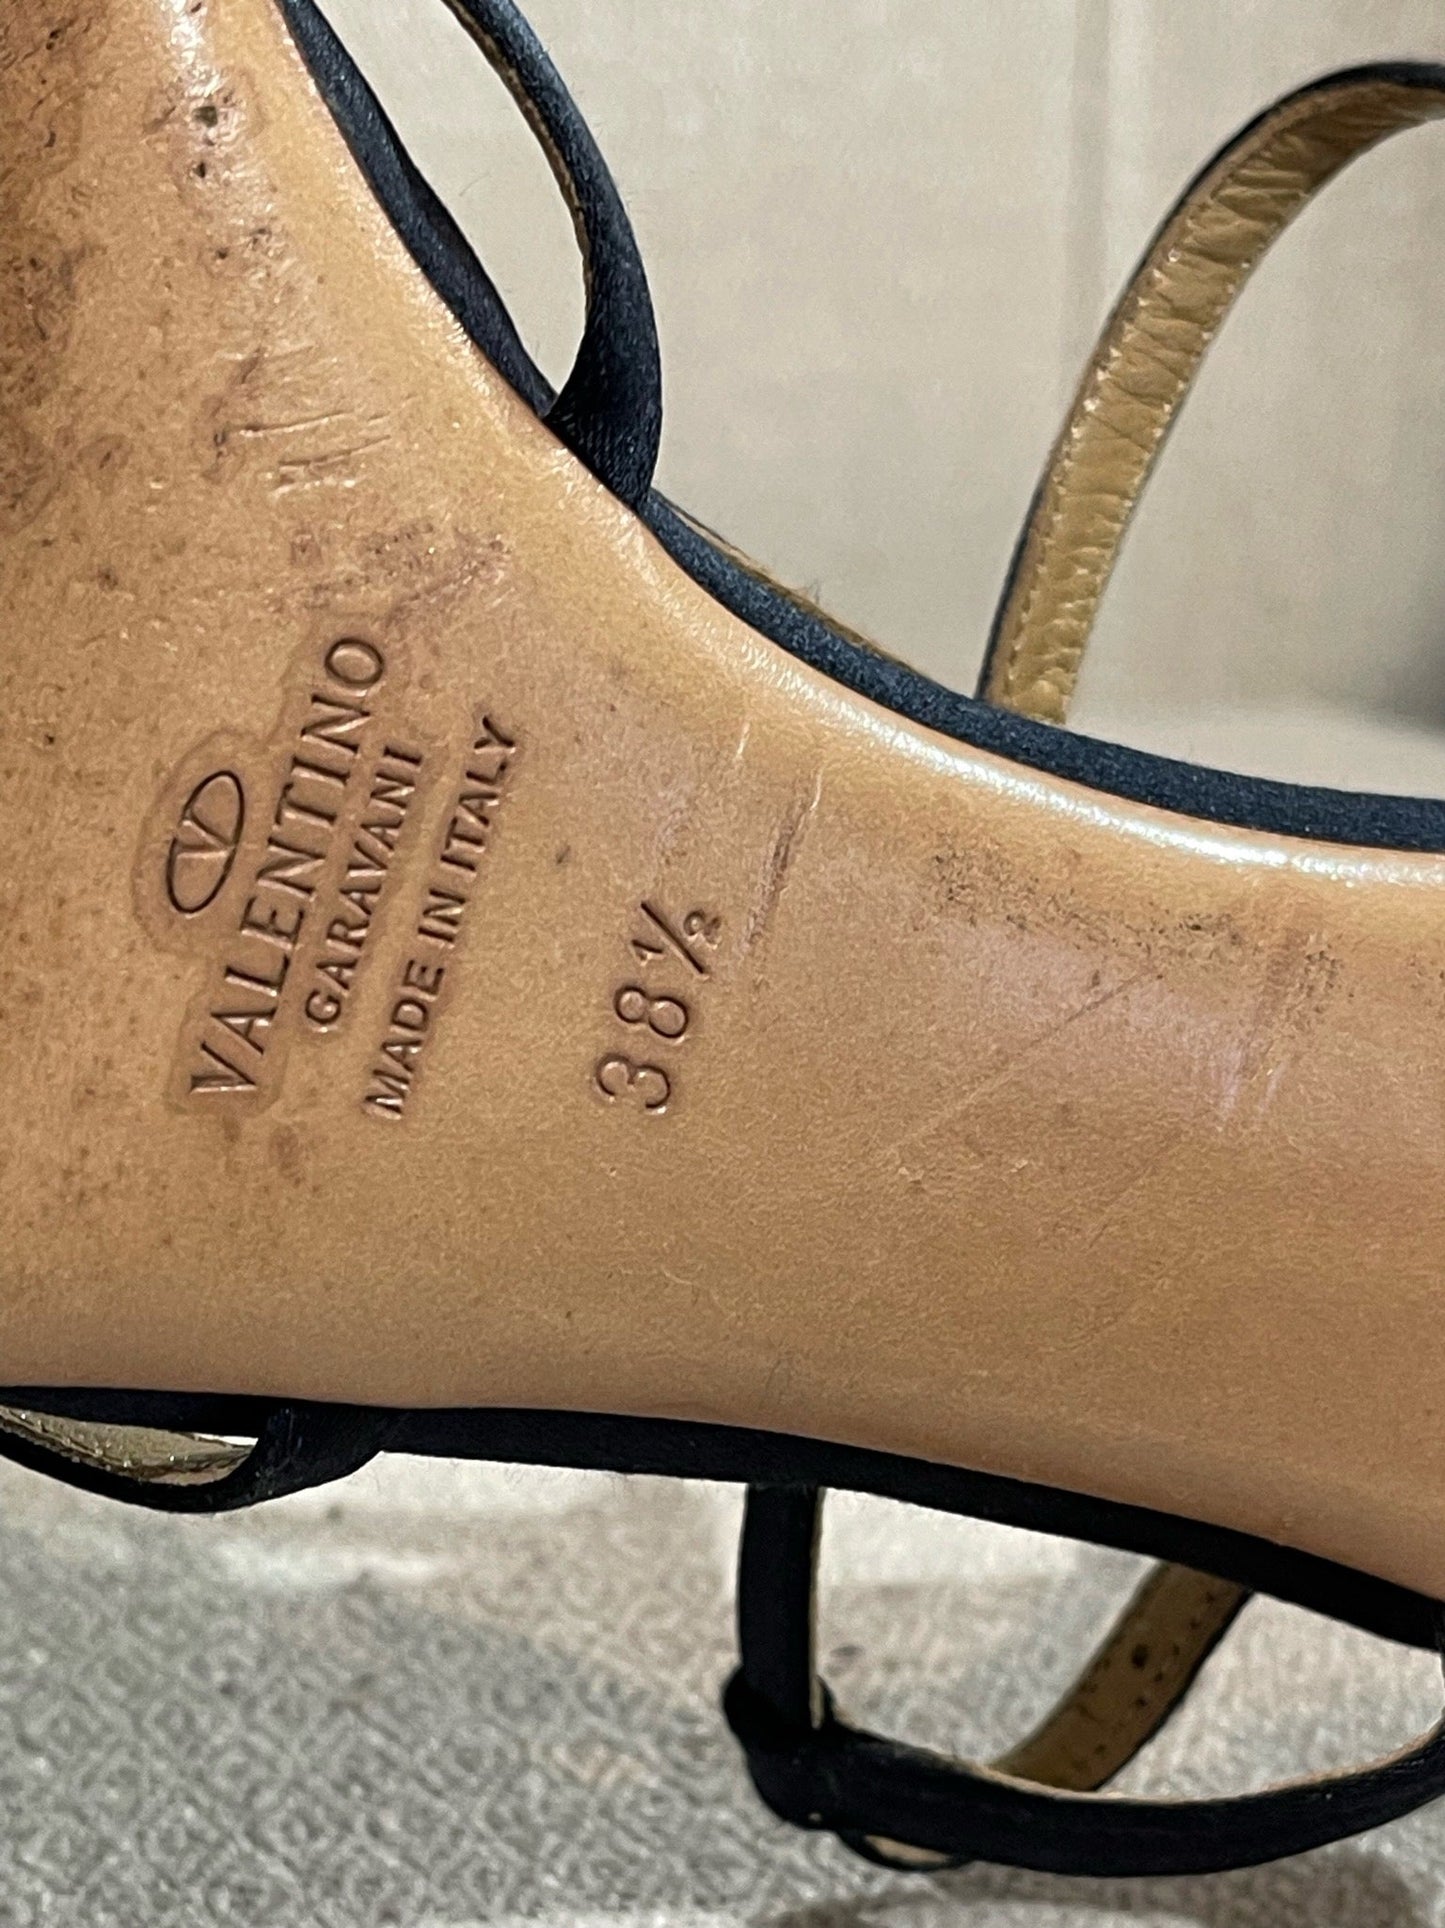 V
VALENTINO
GARAVANI
MADE IN ITALY
38½